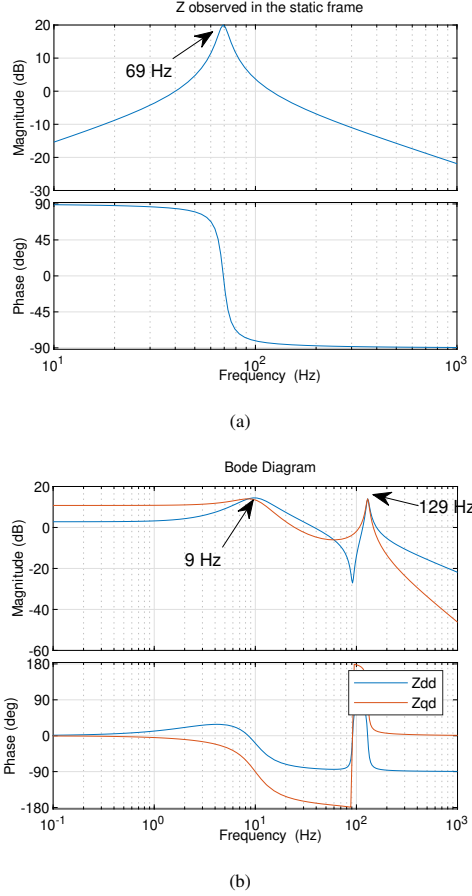 Z observed in the static frame
20
10
0
-10
-20
-30
Magnitude (dB)
69 Hz
90
45
0
-45
-90
Phase (deg)
10^1
10^2
10^3
Frequency (Hz)
(a)
Bode Diagram
20
0
-20
-40
-60
Magnitude (dB)
9 Hz
129 Hz
180
90
0
-90
-180
Phase (deg)
Zdd
Zqd
10^-1
10^0
10^1
10^2
10^3
Frequency (Hz)
(b)